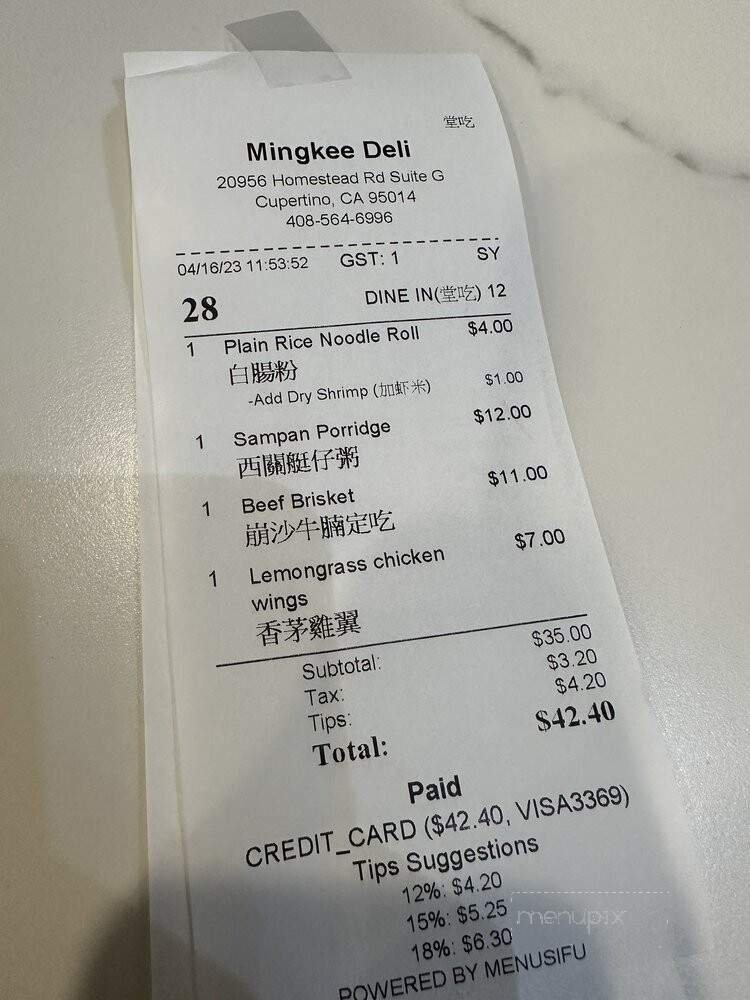 堂吃
Mingkee Deli
20956 Homestead Rd Suite G
Cupertino, CA 95014
408-564-6996
04/16/23 11:53:52 GST: 1 SY
28 DINE IN(堂吃) 12
1 Plain Rice Noodle Roll $4.00
白腸粉
-Add Dry Shrimp (加虾米) $1.00
1 Sampan Porridge $12.00
西關艇仔粥
1 Beef Brisket $11.00
崩沙牛腩定吃
1 Lemongrass chicken $7.00
wings
香茅雞翼
Subtotal: $35.00
Tax: $3.20
Tips: $4.20
Total: $42.40
Paid
CREDIT_CARD ($42.40, VISA3369)
Tips Suggestions
12%: $4.20
15%: $5.25
18%: $6.30
POWERED BY MENUSIFU
menupix